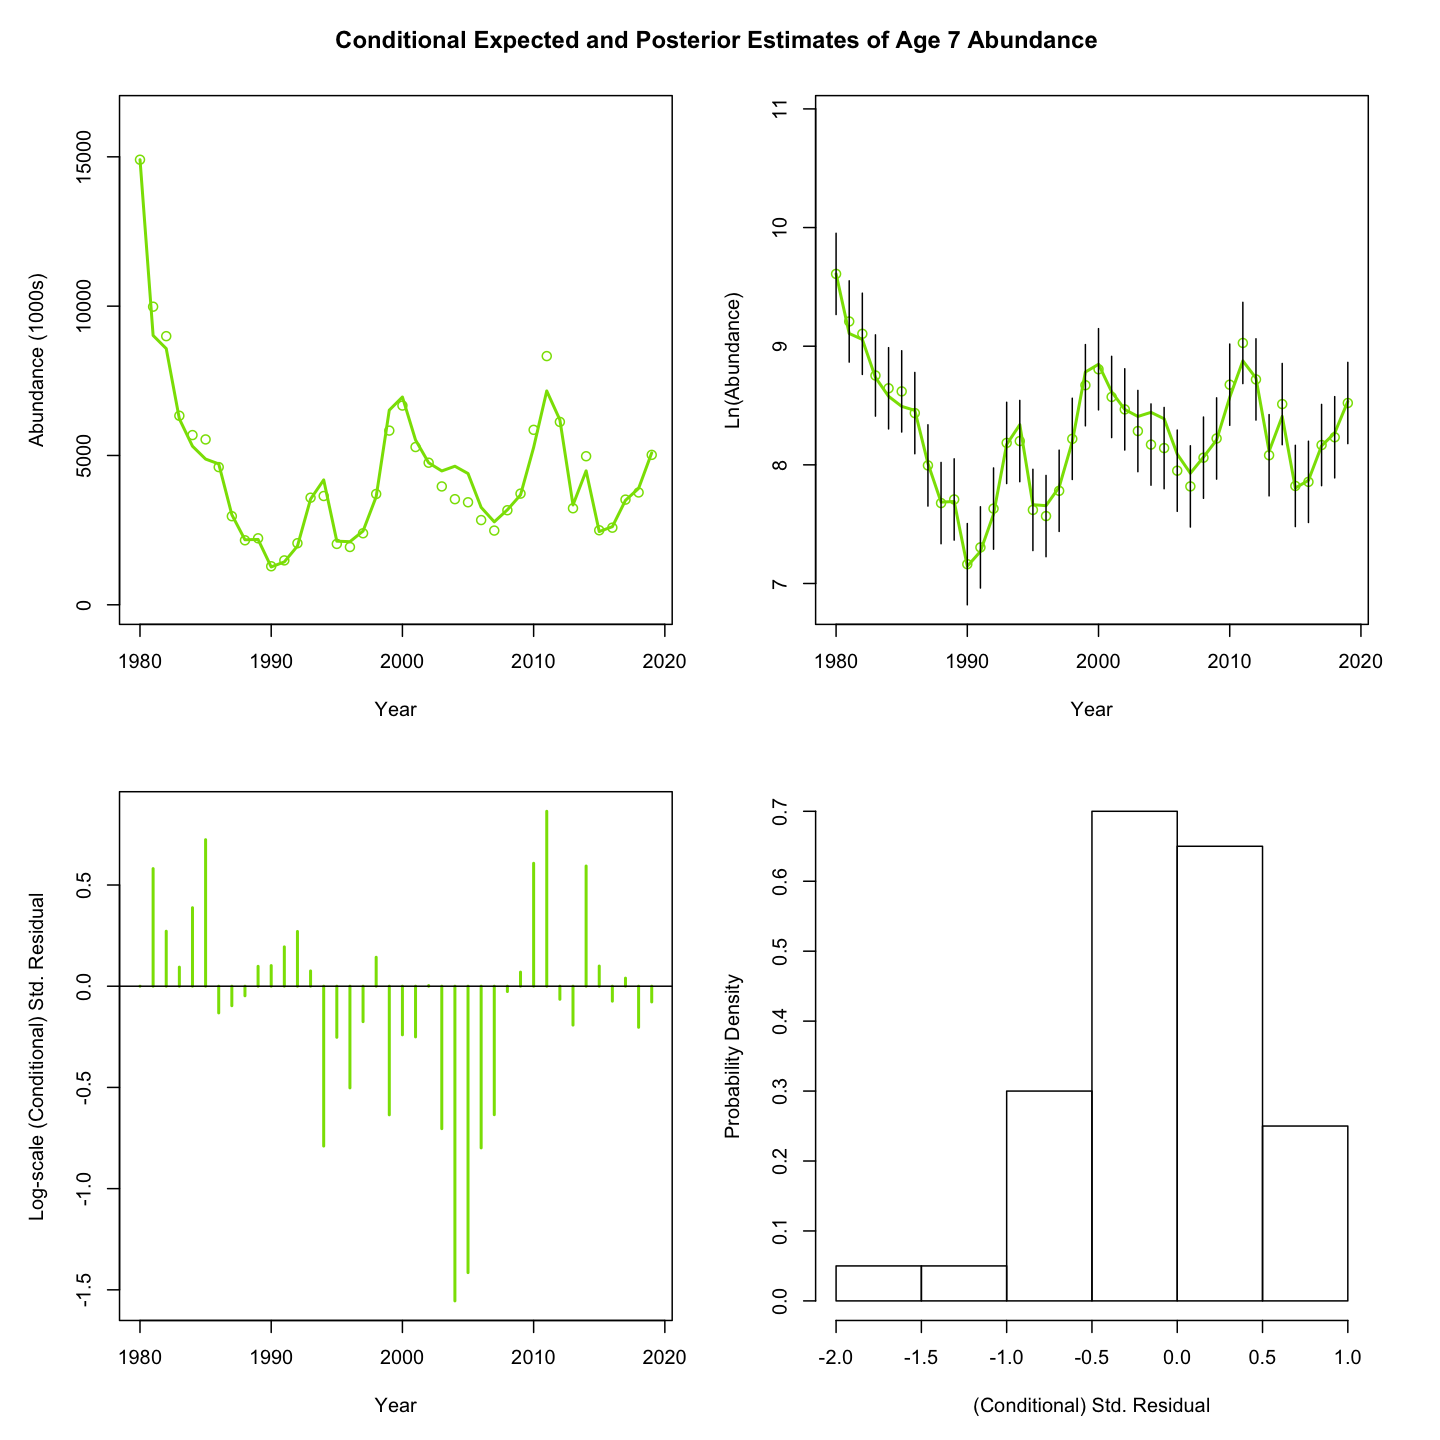 Conditional Expected and Posterior Estimates of Age 7 Abundance
Abundance (1000s)
15000
10000
5000
0
1980 1990 2000 2010 2020
Year
Ln(Abundance)
11
10
9
8
7
1980 1990 2000 2010 2020
Year
Log-scale (Conditional) Std. Residual
0.5
0.0
-0.5
-1.0
-1.5
1980 1990 2000 2010 2020
Year
Probability Density
0.7
0.6
0.5
0.4
0.3
0.2
0.1
0.0
-2.0 -1.5 -1.0 -0.5 0.0 0.5 1.0
(Conditional) Std. Residual